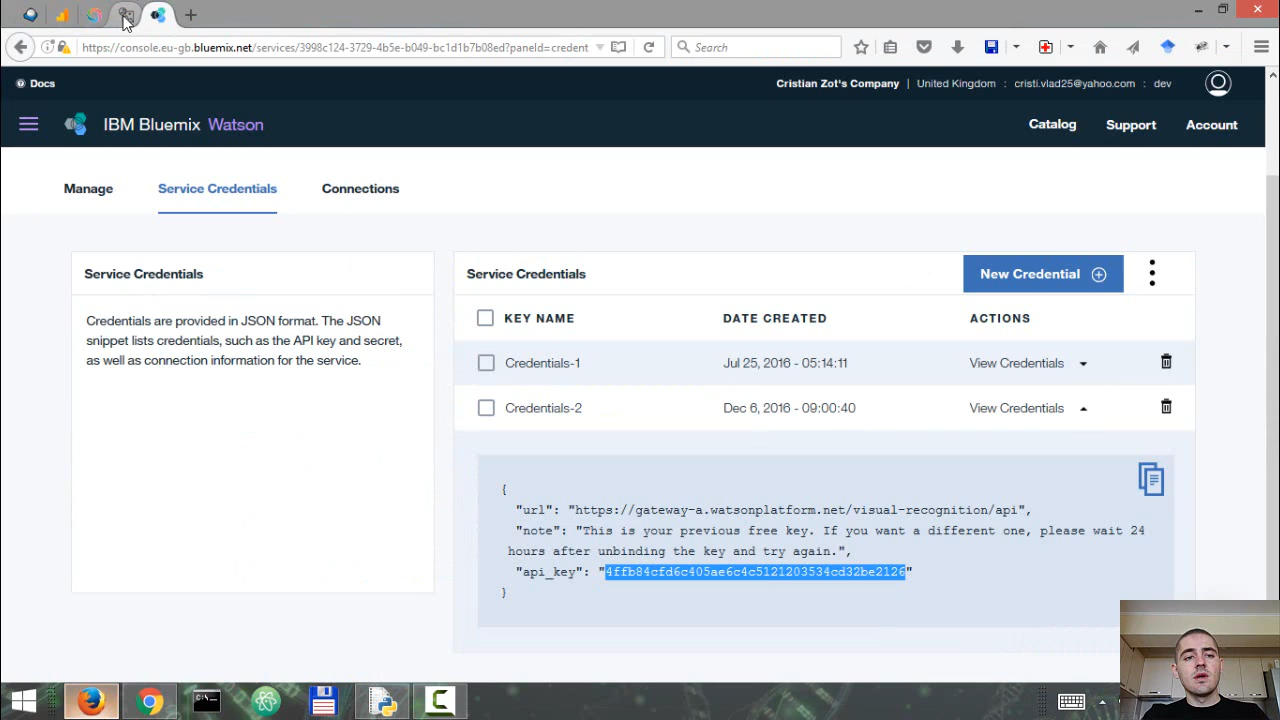 https://console.eu-gb.bluemix.net/services/3998c124-3729-4b5e-b049-bc1d1b7b08ed?paneId=credent
Search
Docs
Cristian Zot's Company | United Kingdom : cristi.vlad25@yahoo.com : dev
IBM Bluemix Watson
Catalog
Support
Account
Manage
Service Credentials
Connections
Service Credentials
Credentials are provided in JSON format. The JSON
snippet lists credentials, such as the API key and secret,
as well as connection information for the service.
Service Credentials
New Credential
KEY NAME
DATE CREATED
ACTIONS
Credentials-1
Jul 25, 2016 - 05:14:11
View Credentials
Credentials-2
Dec 6, 2016 - 09:00:40
View Credentials
{
"url": "https://gateway-a.watsonplatform.net/visual-recognition/api",
"note": "This is your previous free key. If you want a different one, please wait 24
hours after unbinding the key and try again.",
"api_key": "4ffb84cfd6c405ae6c4c5121203534cd32be2126"
}
C:\